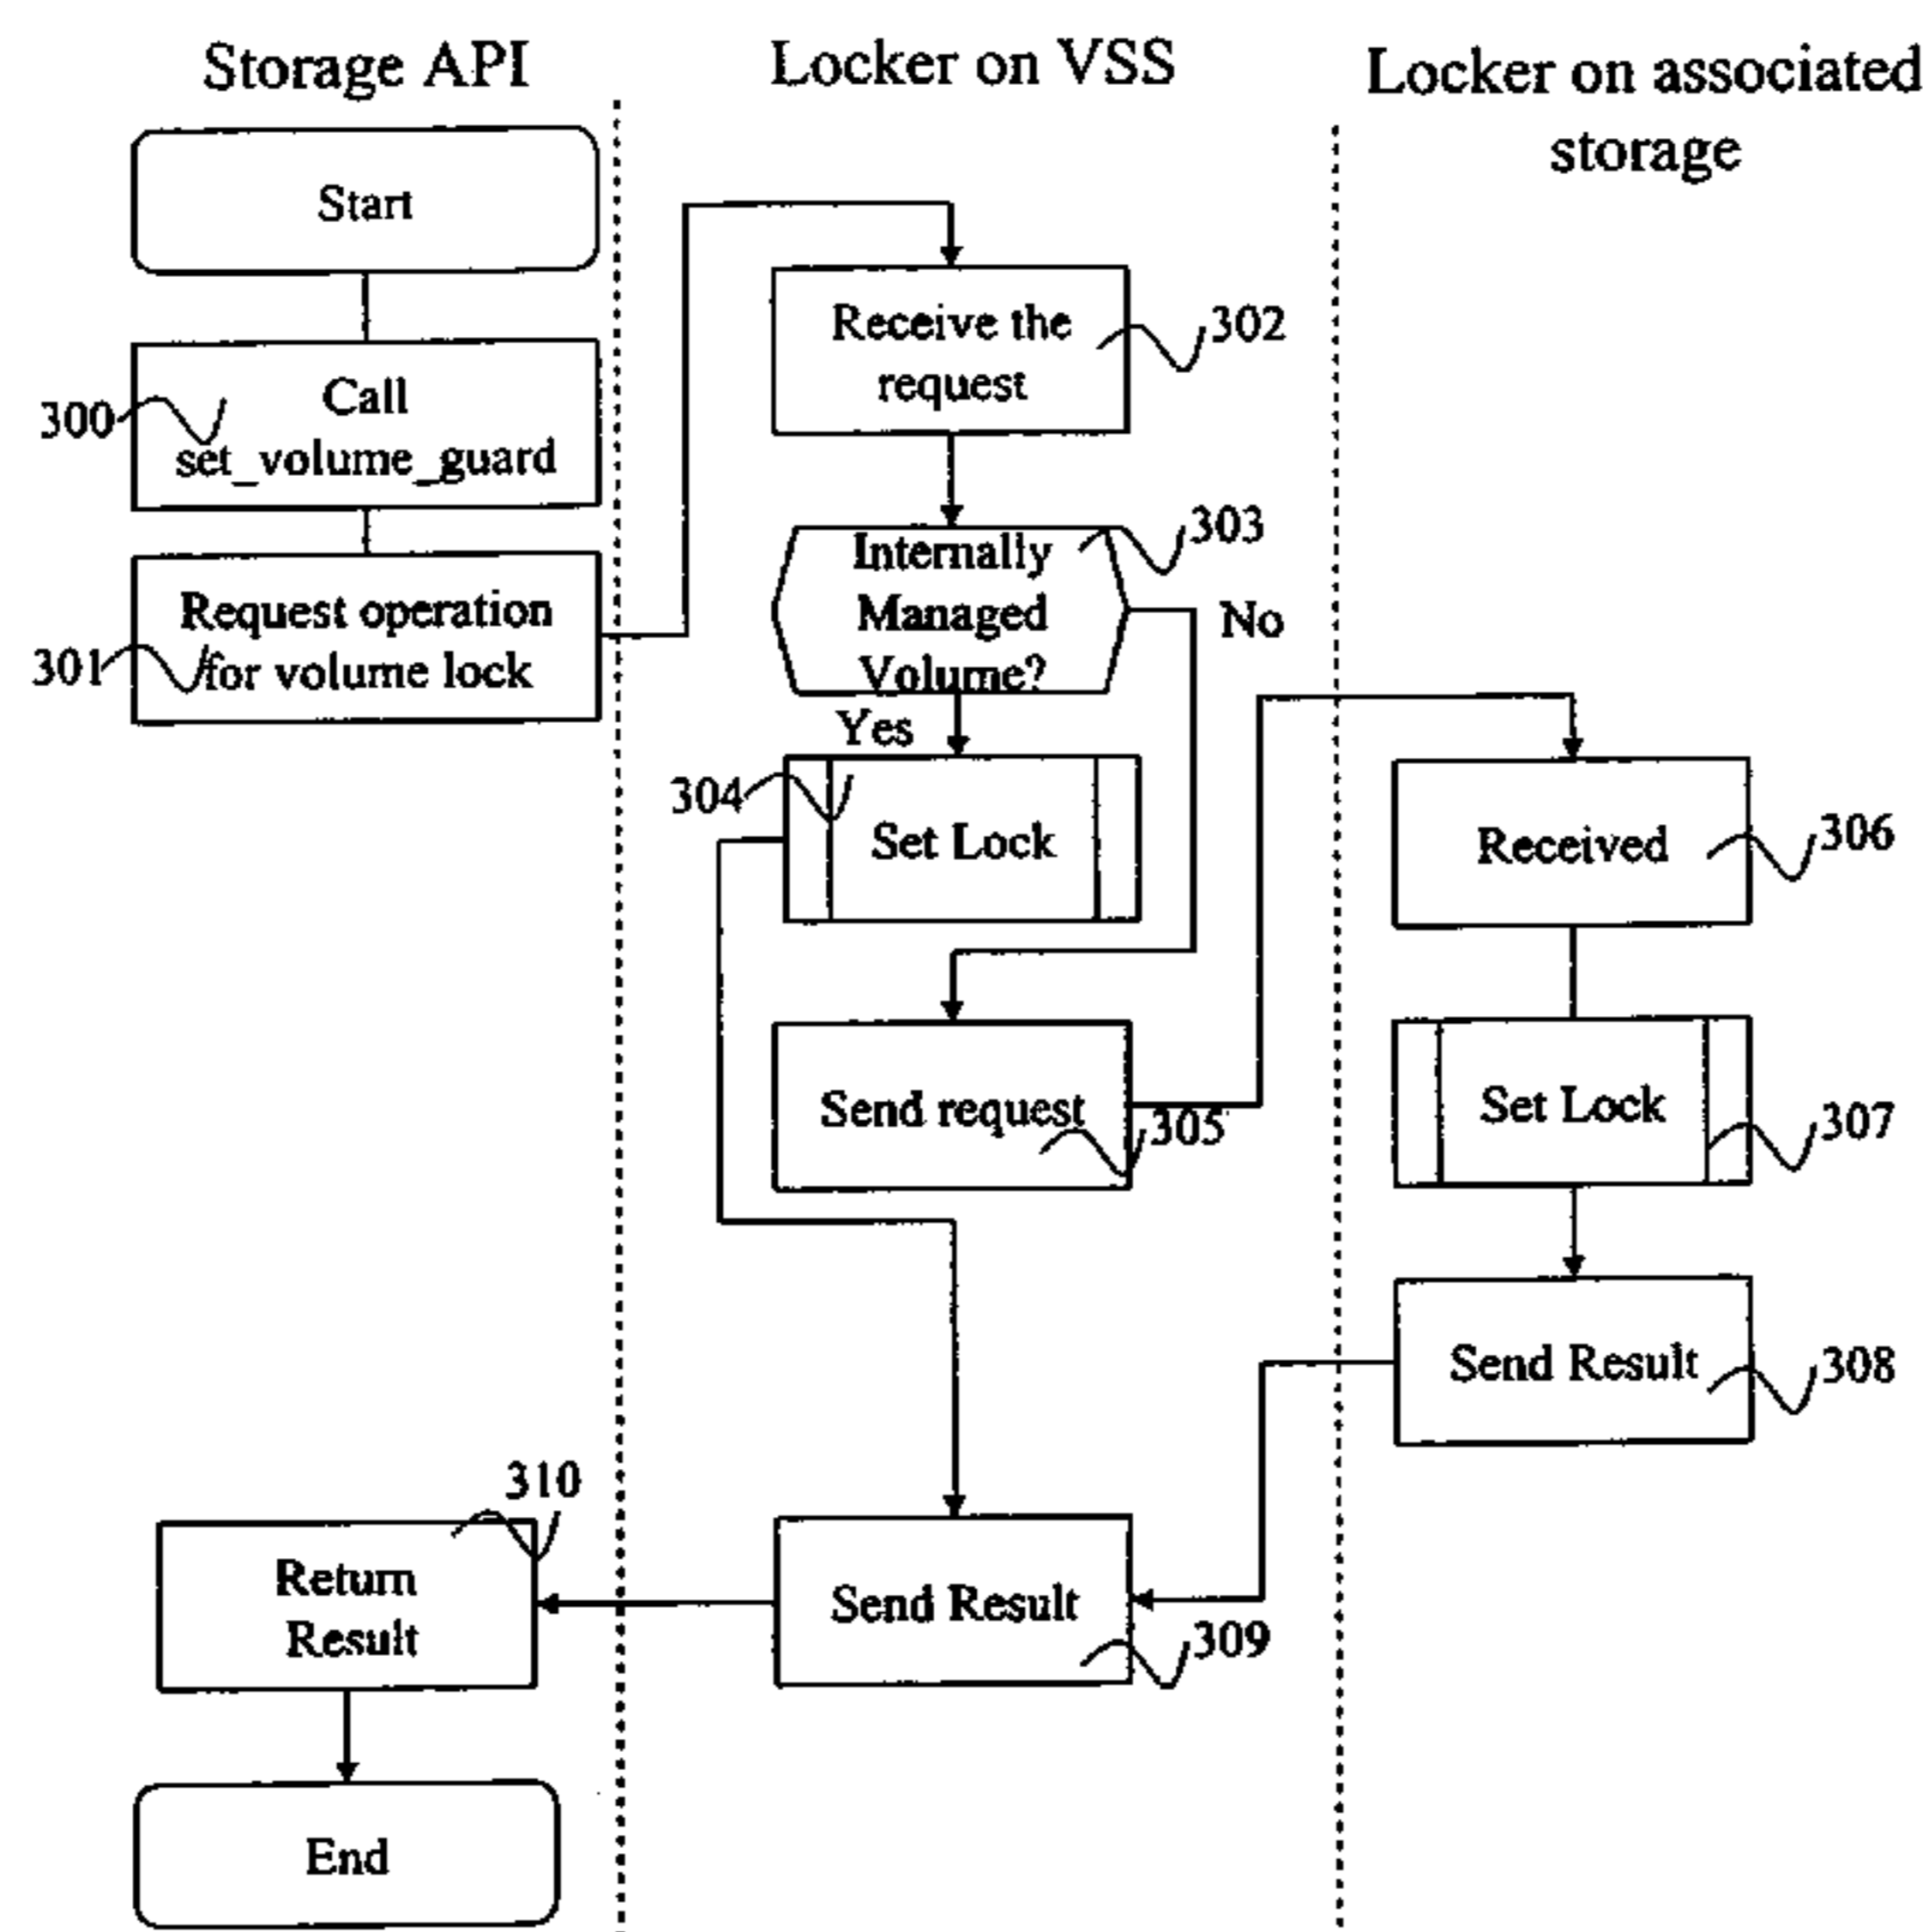 Storage API
Locker on VSS
Locker on associated
storage
Start
300
Call
set_volume_guard
301
Request operation
for volume lock
Receive the
request
302
303
Internally
Managed
Volume?
No
Yes
304
Set Lock
Send request
305
Received
306
Set Lock
307
Send Result
308
Send Result
309
310
Return
Result
End